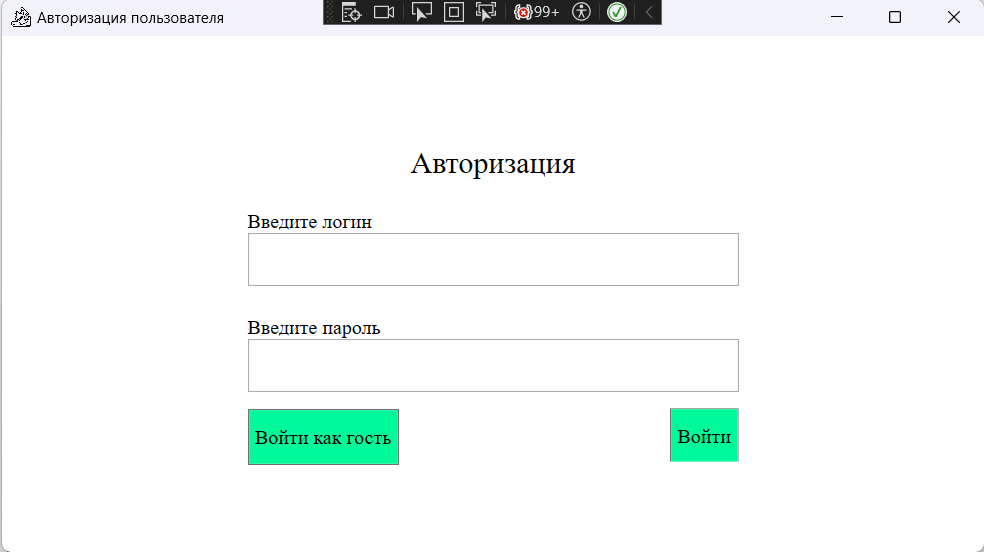 Авторизация пользователя
99+
Авторизация
Введите логин
Введите пароль
Войти как гость
Войти